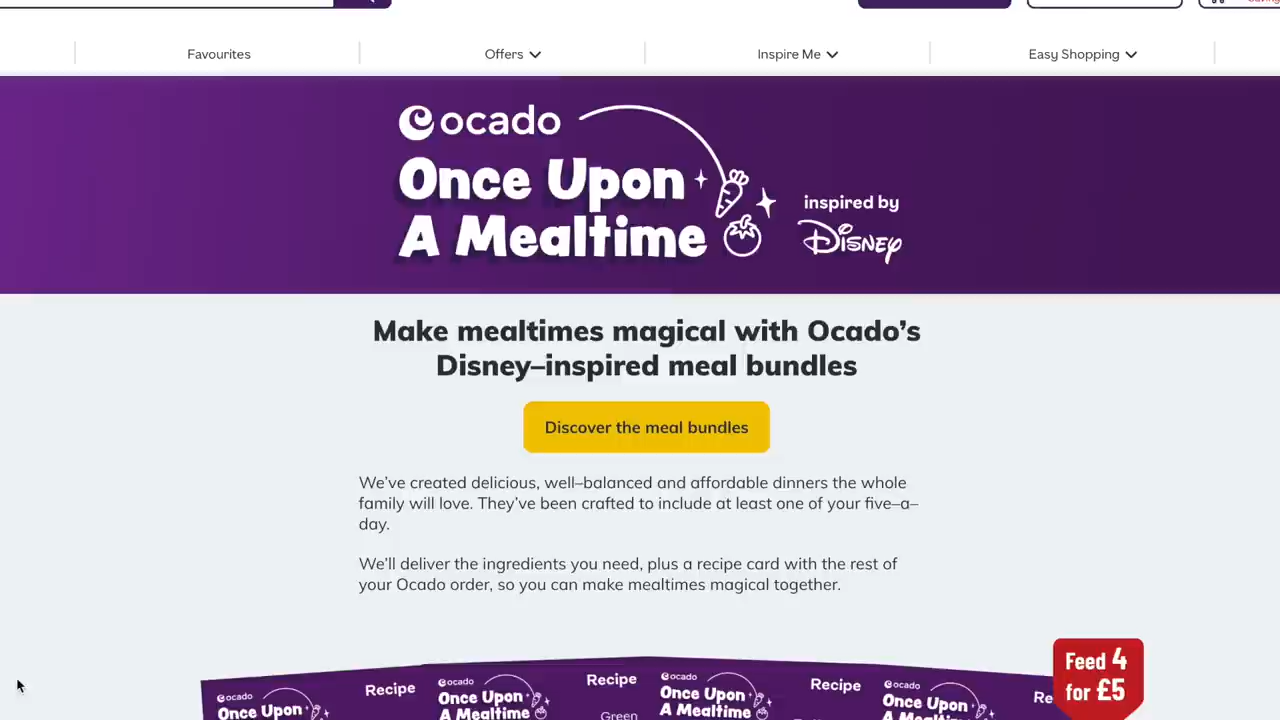 Favourites
Offers
Inspire Me
Easy Shopping
ocado
Once Upon
A Mealtime
inspired by
Disney
Make mealtimes magical with Ocado's
Disney–inspired meal bundles
Discover the meal bundles
We've created delicious, well–balanced and affordable dinners the whole
family will love. They've been crafted to include at least one of your five–a–
day.
We'll deliver the ingredients you need, plus a recipe card with the rest of
your Ocado order, so you can make mealtimes magical together.
Feed 4
for £5
ocado
Once Upon
Recipe
ocado
Once Upon
A Mealtime
Recipe
Green
ocado
Once Upon
A Mealtime
Recipe
ocado
Once Upon